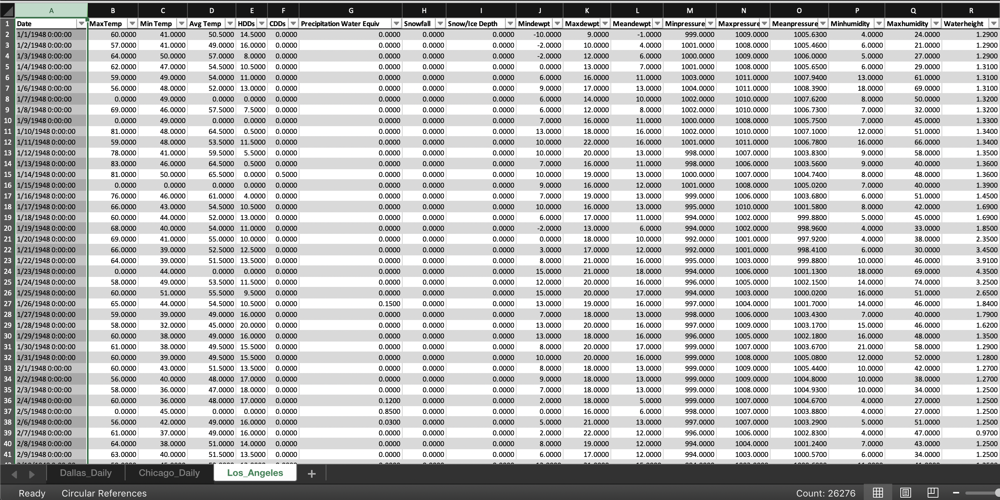 A B C D E F G H I J K L M N O P Q R
1 Date MaxTemp Min Temp Avg Temp HDDs CDDs Precipitation Water Equiv Snowfall Snow/Ice Depth Mindewpt Maxdewpt Meandewpt Minpressure Maxpressure Meanpressure Minhumidity Maxhumidity Waterheight
2 1/1/1948 0:00:00 60.0000 41.0000 50.5000 14.5000 0.0000 0.0000 0.0000 0.0000 -10.0000 9.0000 -1.0000 999.0000 1009.0000 1005.6300 4.0000 24.0000 1.2900
3 1/2/1948 0:00:00 57.0000 41.0000 49.0000 16.0000 0.0000 0.0000 0.0000 0.0000 -2.0000 10.0000 4.0000 1001.0000 1008.0000 1005.4600 6.0000 21.0000 1.2900
4 1/3/1948 0:00:00 64.0000 50.0000 57.0000 8.0000 0.0000 0.0000 0.0000 0.0000 -2.0000 12.0000 6.0000 1000.0000 1009.0000 1006.0000 5.0000 27.0000 1.2900
5 1/4/1948 0:00:00 62.0000 47.0000 54.5000 10.5000 0.0000 0.0000 0.0000 0.0000 0.0000 13.0000 7.0000 1001.0000 1008.0000 1005.6500 6.0000 29.0000 1.3100
6 1/5/1948 0:00:00 59.0000 49.0000 54.0000 11.0000 0.0000 0.0000 0.0000 0.0000 6.0000 16.0000 11.0000 1003.0000 1011.0000 1007.9400 13.0000 61.0000 1.3100
7 1/6/1948 0:00:00 56.0000 48.0000 52.0000 13.0000 0.0000 0.0000 0.0000 0.0000 9.0000 17.0000 13.0000 1004.0000 1011.0000 1008.3900 18.0000 69.0000 1.3100
8 1/7/1948 0:00:00 0.0000 49.0000 0.0000 0.0000 0.0000 0.0000 0.0000 0.0000 6.0000 14.0000 10.0000 1002.0000 1010.0000 1007.6200 8.0000 50.0000 1.3200
9 1/8/1948 0:00:00 69.0000 46.0000 57.5000 7.5000 0.0000 0.0000 0.0000 0.0000 6.0000 12.0000 8.0000 1002.0000 1010.0000 1006.7300 7.0000 32.0000 1.3200
10 1/9/1948 0:00:00 0.0000 49.0000 0.0000 0.0000 0.0000 0.0000 0.0000 0.0000 7.0000 16.0000 11.0000 1000.0000 1008.0000 1005.7500 7.0000 45.0000 1.3300
11 1/10/1948 0:00:00 81.0000 48.0000 64.5000 0.5000 0.0000 0.0000 0.0000 0.0000 13.0000 18.0000 16.0000 1002.0000 1010.0000 1007.1000 12.0000 51.0000 1.3400
12 1/11/1948 0:00:00 59.0000 48.0000 53.5000 11.5000 0.0000 0.0000 0.0000 0.0000 10.0000 22.0000 16.0000 1001.0000 1011.0000 1006.7800 16.0000 66.0000 1.3400
13 1/12/1948 0:00:00 78.0000 41.0000 59.5000 5.5000 0.0000 0.0000 0.0000 0.0000 10.0000 20.0000 13.0000 998.0000 1007.0000 1003.8300 9.0000 58.0000 1.3500
14 1/13/1948 0:00:00 83.0000 46.0000 64.5000 0.5000 0.0000 0.0000 0.0000 0.0000 7.0000 16.0000 11.0000 998.0000 1006.0000 1003.5600 9.0000 40.0000 1.3600
15 1/14/1948 0:00:00 81.0000 50.0000 65.5000 0.0000 0.5000 0.0000 0.0000 0.0000 10.0000 19.0000 13.0000 1000.0000 1007.0000 1004.7400 8.0000 48.0000 1.3600
16 1/15/1948 0:00:00 0.0000 0.0000 0.0000 0.0000 0.0000 0.0000 0.0000 0.0000 9.0000 16.0000 12.0000 1001.0000 1008.0000 1005.0200 7.0000 40.0000 1.3900
17 1/16/1948 0:00:00 76.0000 46.0000 61.0000 4.0000 0.0000 0.0000 0.0000 0.0000 7.0000 19.0000 13.0000 999.0000 1006.0000 1003.6800 6.0000 51.0000 1.4500
18 1/17/1948 0:00:00 66.0000 43.0000 54.5000 10.5000 0.0000 0.0000 0.0000 0.0000 10.0000 16.0000 13.0000 995.0000 1010.0000 1001.5800 8.0000 42.0000 1.6900
19 1/18/1948 0:00:00 60.0000 44.0000 52.0000 13.0000 0.0000 0.0000 0.0000 0.0000 6.0000 17.0000 11.0000 994.0000 1002.0000 999.8800 5.0000 45.0000 1.6900
20 1/19/1948 0:00:00 68.0000 40.0000 54.0000 11.0000 0.0000 0.0000 0.0000 0.0000 -2.0000 13.0000 6.0000 994.0000 1002.0000 998.9600 4.0000 33.0000 1.8500
21 1/20/1948 0:00:00 69.0000 41.0000 55.0000 10.0000 0.0000 0.0000 0.0000 0.0000 0.0000 18.0000 10.0000 992.0000 1001.0000 997.9200 4.0000 38.0000 2.3500
22 1/21/1948 0:00:00 66.0000 39.0000 52.5000 12.5000 0.0000 0.0000 0.0000 0.0000 3.0000 17.0000 12.0000 992.0000 1001.0000 998.4100 6.0000 30.0000 3.4500
23 1/22/1948 0:00:00 64.0000 39.0000 51.5000 13.5000 0.0000 0.0000 0.0000 0.0000 8.0000 21.0000 16.0000 995.0000 1003.0000 999.8800 10.0000 46.0000 3.9100
24 1/23/1948 0:00:00 0.0000 44.0000 0.0000 0.0000 0.0000 0.0000 0.0000 0.0000 15.0000 21.0000 18.0000 994.0000 1006.0000 1001.1300 18.0000 69.0000 4.3500
25 1/24/1948 0:00:00 58.0000 49.0000 53.5000 11.5000 0.0000 0.0000 0.0000 0.0000 12.0000 20.0000 16.0000 996.0000 1005.0000 1002.1500 14.0000 74.0000 3.2500
26 1/25/1948 0:00:00 60.0000 51.0000 55.5000 9.5000 0.0000 0.0000 0.0000 0.0000 15.0000 20.0000 17.0000 994.0000 1003.0000 1000.0200 16.0000 51.0000 2.6500
27 1/26/1948 0:00:00 65.0000 44.0000 54.5000 10.5000 0.0000 0.1500 0.0000 0.0000 13.0000 19.0000 16.0000 997.0000 1004.0000 1001.7000 14.0000 46.0000 1.8400
28 1/27/1948 0:00:00 59.0000 39.0000 49.0000 16.0000 0.0000 0.0000 0.0000 0.0000 7.0000 18.0000 13.0000 998.0000 1006.0000 1003.4300 7.0000 40.0000 1.7900
29 1/28/1948 0:00:00 58.0000 32.0000 45.0000 20.0000 0.0000 0.0000 0.0000 0.0000 13.0000 20.0000 16.0000 997.0000 1009.0000 1003.1700 15.0000 46.0000 1.6200
30 1/29/1948 0:00:00 60.0000 38.0000 49.0000 16.0000 0.0000 0.0000 0.0000 0.0000 13.0000 18.0000 16.0000 996.0000 1005.0000 1002.1800 16.0000 48.0000 1.3500
31 1/30/1948 0:00:00 61.0000 38.0000 49.5000 15.5000 0.0000 0.0000 0.0000 0.0000 8.0000 20.0000 17.0000 999.0000 1007.0000 1003.6700 21.0000 58.0000 1.2900
32 1/31/1948 0:00:00 60.0000 39.0000 49.5000 15.5000 0.0000 0.0000 0.0000 0.0000 10.0000 20.0000 16.0000 999.0000 1008.0000 1005.0800 12.0000 52.0000 1.2800
33 2/1/1948 0:00:00 60.0000 43.0000 51.5000 13.5000 0.0000 0.0000 0.0000 0.0000 8.0000 18.0000 13.0000 999.0000 1009.0000 1005.4400 10.0000 42.0000 1.2700
34 2/2/1948 0:00:00 56.0000 40.0000 48.0000 17.0000 0.0000 0.0000 0.0000 0.0000 9.0000 18.0000 13.0000 999.0000 1009.0000 1004.8000 10.0000 38.0000 1.2700
35 2/3/1948 0:00:00 58.0000 36.0000 47.0000 18.0000 0.0000 0.0000 0.0000 0.0000 7.0000 18.0000 13.0000 999.0000 1008.0000 1004.9300 10.0000 34.0000 1.2500
36 2/4/1948 0:00:00 60.0000 36.0000 48.0000 17.0000 0.0000 0.1200 0.0000 0.0000 2.0000 18.0000 5.0000 999.0000 1007.0000 1004.6700 4.0000 27.0000 1.2500
37 2/5/1948 0:00:00 0.0000 45.0000 0.0000 0.0000 0.0000 0.8500 0.0000 0.0000 0.0000 16.0000 6.0000 998.0000 1007.0000 1003.8800 4.0000 27.0000 1.2500
38 2/6/1948 0:00:00 56.0000 42.0000 49.0000 16.0000 0.0000 0.0300 0.0000 0.0000 5.0000 21.0000 13.0000 997.0000 1007.0000 1003.2900 5.0000 51.0000 1.2500
39 2/7/1948 0:00:00 61.0000 37.0000 49.0000 16.0000 0.0000 0.0000 0.0000 0.0000 2.0000 22.0000 12.0000 996.0000 1006.0000 1002.8300 4.0000 47.0000 0.9700
40 2/8/1948 0:00:00 64.0000 38.0000 51.0000 14.0000 0.0000 0.0000 0.0000 0.0000 8.0000 19.0000 12.0000 994.0000 1004.0000 1001.2400 7.0000 43.0000 1.2500
41 2/9/1948 0:00:00 63.0000 40.0000 51.5000 13.5000 0.0000 0.0000 0.0000 0.0000 6.0000 17.0000 12.0000 994.0000 1003.0000 1000.5700 6.0000 34.0000 1.2500
Dallas_Daily Chicago_Daily Los_Angeles +
Ready Circular References Count: 26276